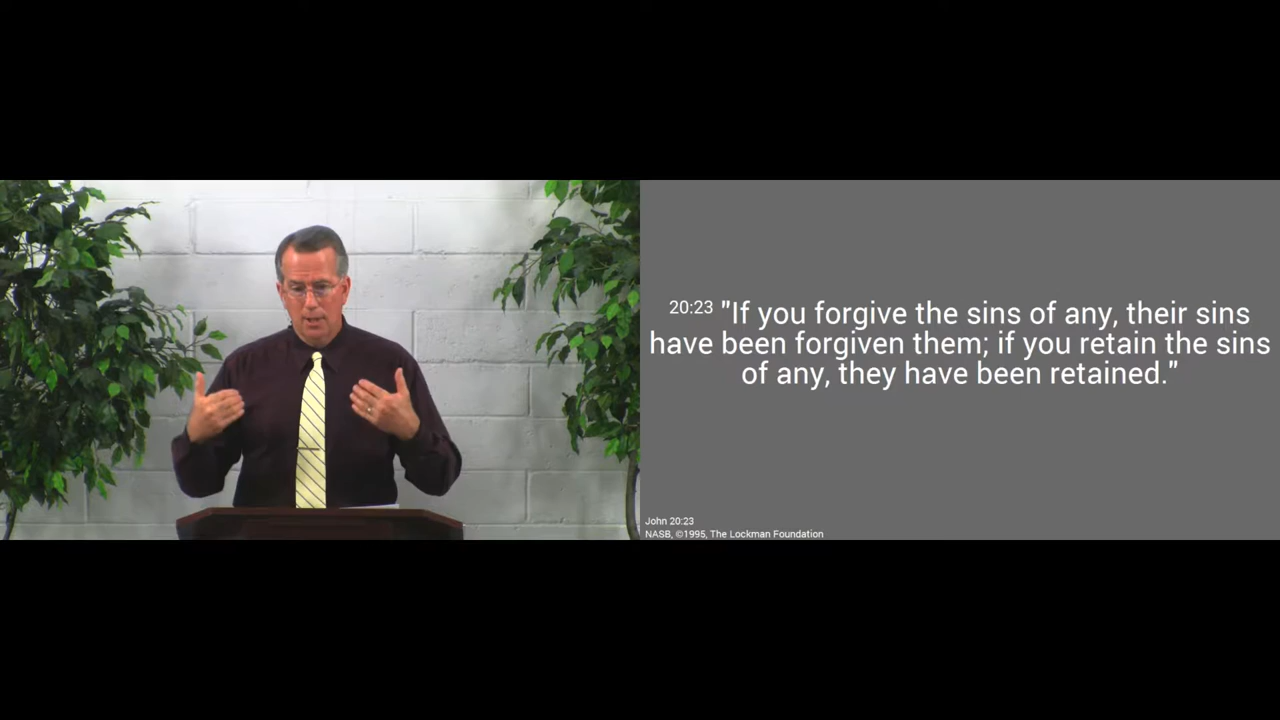 20:23 "If you forgive the sins of any, their sins
have been forgiven them; if you retain the sins
of any, they have been retained."
John 20:23
NASB, ©1995, The Lockman Foundation